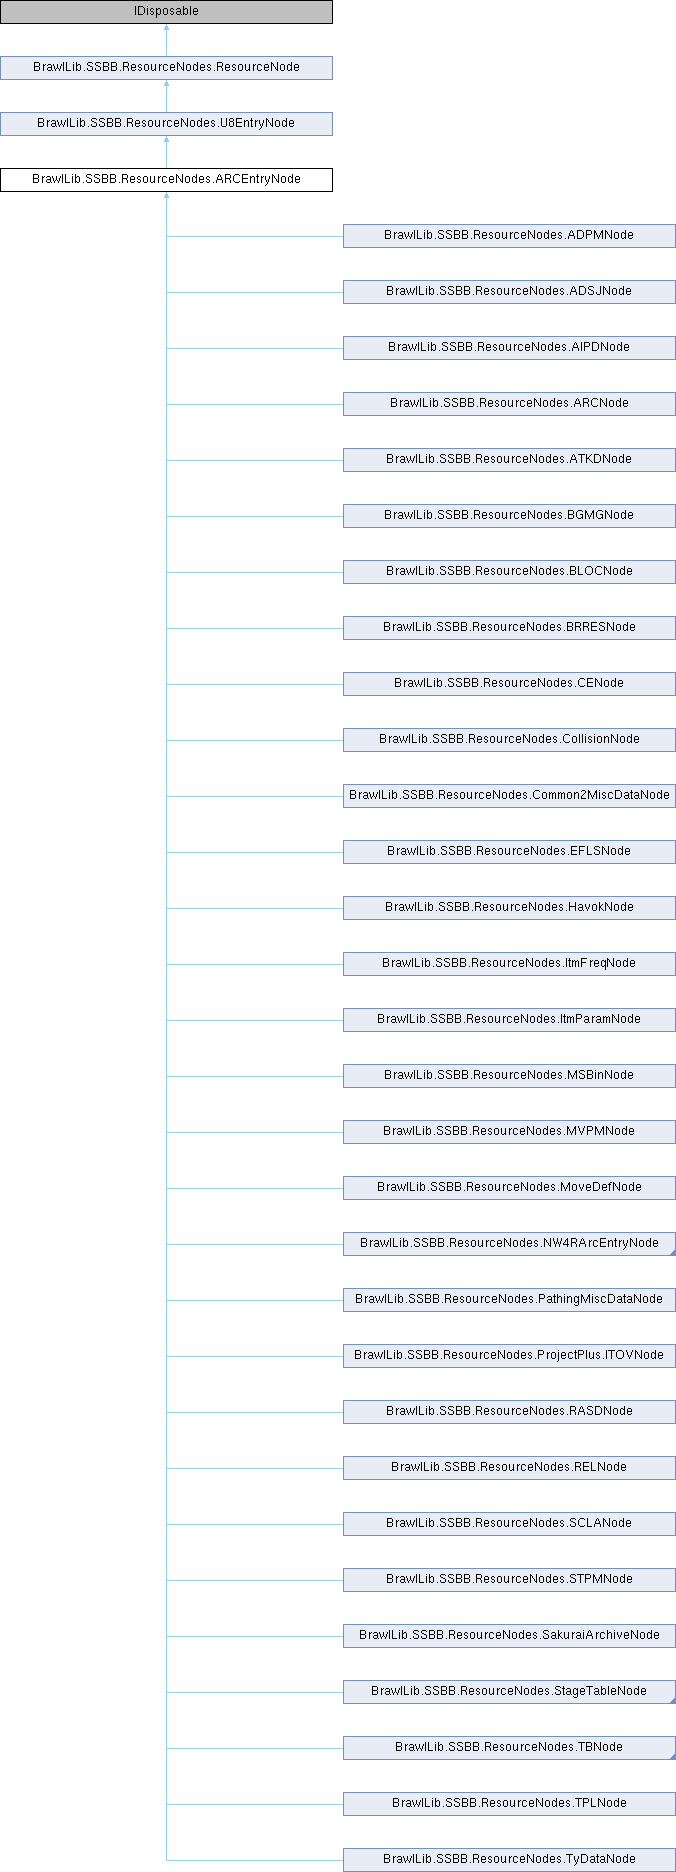 IDisposable
BrawlLib.SSBB.ResourceNodes.ResourceNode
BrawlLib.SSBB.ResourceNodes.U8EntryNode
BrawlLib.SSBB.ResourceNodes.ARCEntryNode
BrawlLib.SSBB.ResourceNodes.ADPMNode
BrawlLib.SSBB.ResourceNodes.ADSJNode
BrawlLib.SSBB.ResourceNodes.AIPDNode
BrawlLib.SSBB.ResourceNodes.ARCNode
BrawlLib.SSBB.ResourceNodes.ATKDNode
BrawlLib.SSBB.ResourceNodes.BGMGNode
BrawlLib.SSBB.ResourceNodes.BLOCNode
BrawlLib.SSBB.ResourceNodes.BRRESNode
BrawlLib.SSBB.ResourceNodes.CENode
BrawlLib.SSBB.ResourceNodes.CollisionNode
BrawlLib.SSBB.ResourceNodes.Common2MiscDataNode
BrawlLib.SSBB.ResourceNodes.EFLSNode
BrawlLib.SSBB.ResourceNodes.HavokNode
BrawlLib.SSBB.ResourceNodes.ItmFreqNode
BrawlLib.SSBB.ResourceNodes.ItmParamNode
BrawlLib.SSBB.ResourceNodes.MSBinNode
BrawlLib.SSBB.ResourceNodes.MVPMNode
BrawlLib.SSBB.ResourceNodes.MoveDefNode
BrawlLib.SSBB.ResourceNodes.NW4RArcEntryNode
BrawlLib.SSBB.ResourceNodes.PathingMiscDataNode
BrawlLib.SSBB.ResourceNodes.ProjectPlus.ITOVNode
BrawlLib.SSBB.ResourceNodes.RASDNode
BrawlLib.SSBB.ResourceNodes.RELNode
BrawlLib.SSBB.ResourceNodes.SCLANode
BrawlLib.SSBB.ResourceNodes.STPMNode
BrawlLib.SSBB.ResourceNodes.SakuraiArchiveNode
BrawlLib.SSBB.ResourceNodes.StageTableNode
BrawlLib.SSBB.ResourceNodes.TBNode
BrawlLib.SSBB.ResourceNodes.TPLNode
BrawlLib.SSBB.ResourceNodes.TyDataNode